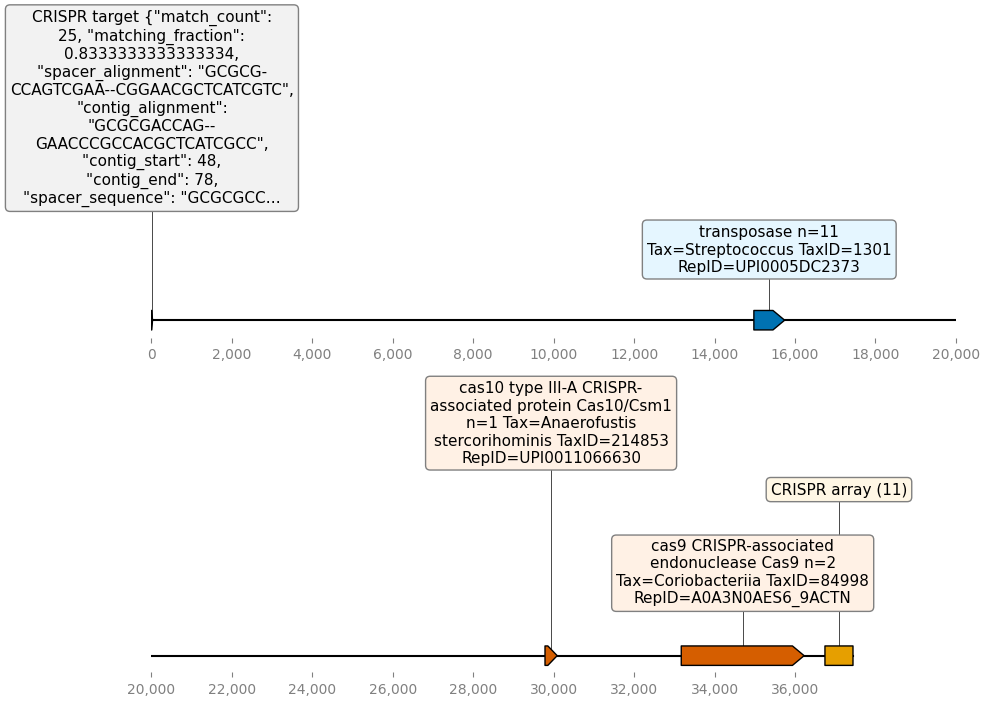 CRISPR target {"match_count":
25, "matching_fraction":
0.8333333333333334,
"spacer_alignment": "GCGCG-
CCAGTCGAA--CGGAACGCTCATCGTC",
"contig_alignment":
"GCGCGACCAG--
GAACCCGCCACGCTCATCGCC",
"contig_start": 48,
"contig_end": 78,
"spacer_sequence": "GCGCGCC...
transposase n=11
Tax=Streptococcus TaxID=1301
RepID=UPI0005DC2373
0 2,000 4,000 6,000 8,000 10,000 12,000 14,000 16,000 18,000 20,000
cas10 type III-A CRISPR-
associated protein Cas10/Csm1
n=1 Tax=Anaerofustis
stercorihominis TaxID=214853
RepID=UPI0011066630
CRISPR array (11)
cas9 CRISPR-associated
endonuclease Cas9 n=2
Tax=Coriobacteriia TaxID=84998
RepID=A0A3N0AES6_9ACTN
20,000 22,000 24,000 26,000 28,000 30,000 32,000 34,000 36,000